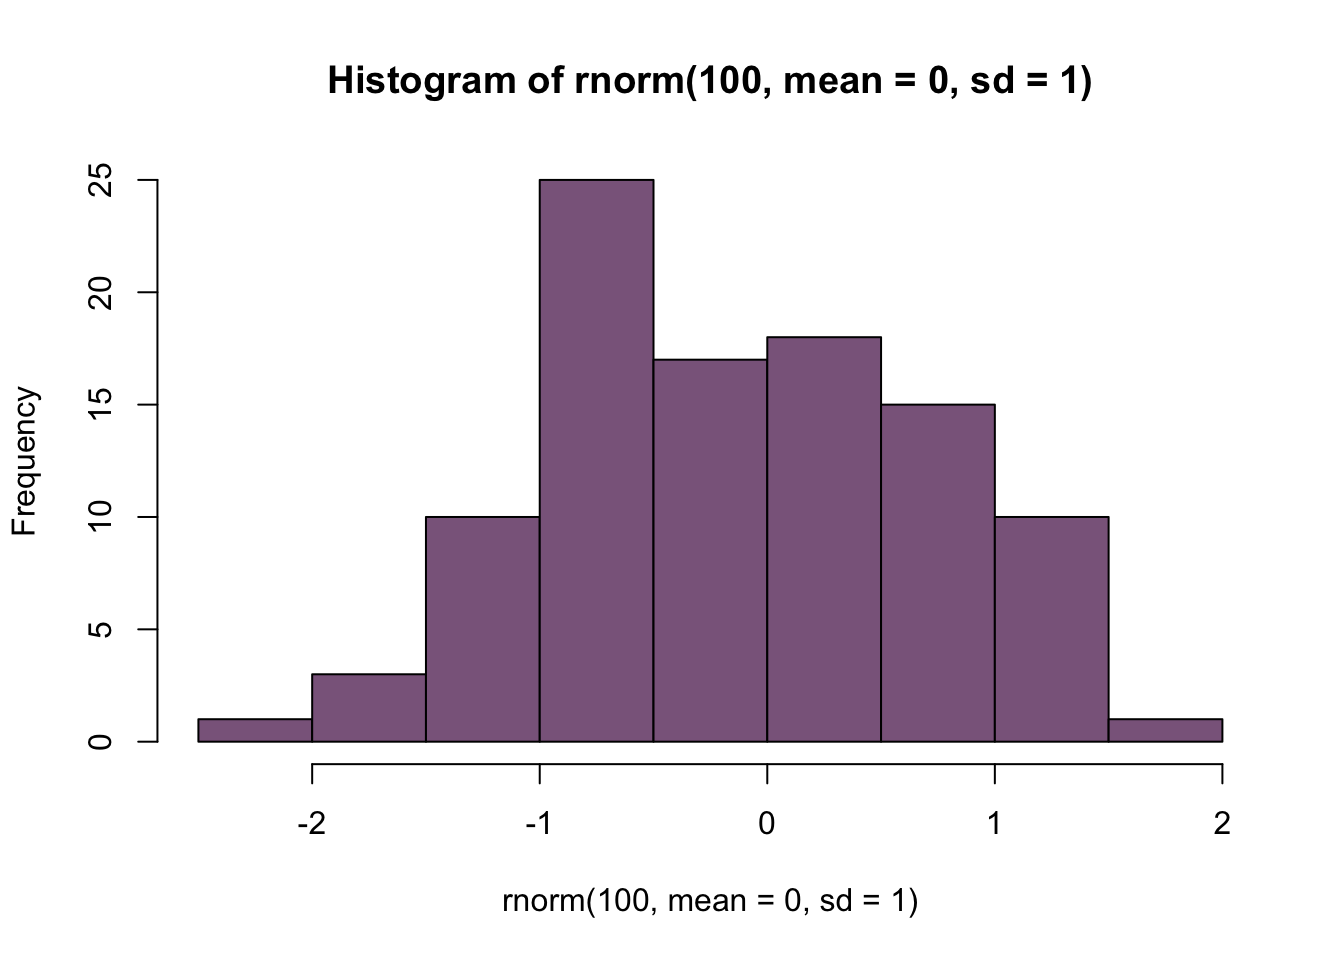 Histogram of rnorm(100, mean = 0, sd = 1)
Frequency
25
20
15
10
5
0
-2 -1 0 1 2
rnorm(100, mean = 0, sd = 1)